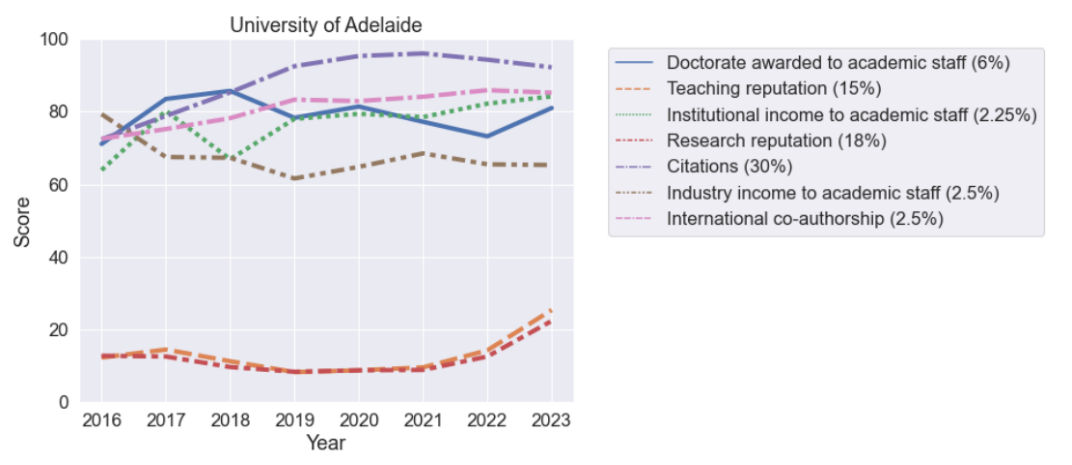 University of Adelaide
100
80
60
40
20
0
Score
2016 2017 2018 2019 2020 2021 2022 2023
Year
Doctorate awarded to academic staff (6%)
Teaching reputation (15%)
Institutional income to academic staff (2.25%)
Research reputation (18%)
Citations (30%)
Industry income to academic staff (2.5%)
International co-authorship (2.5%)